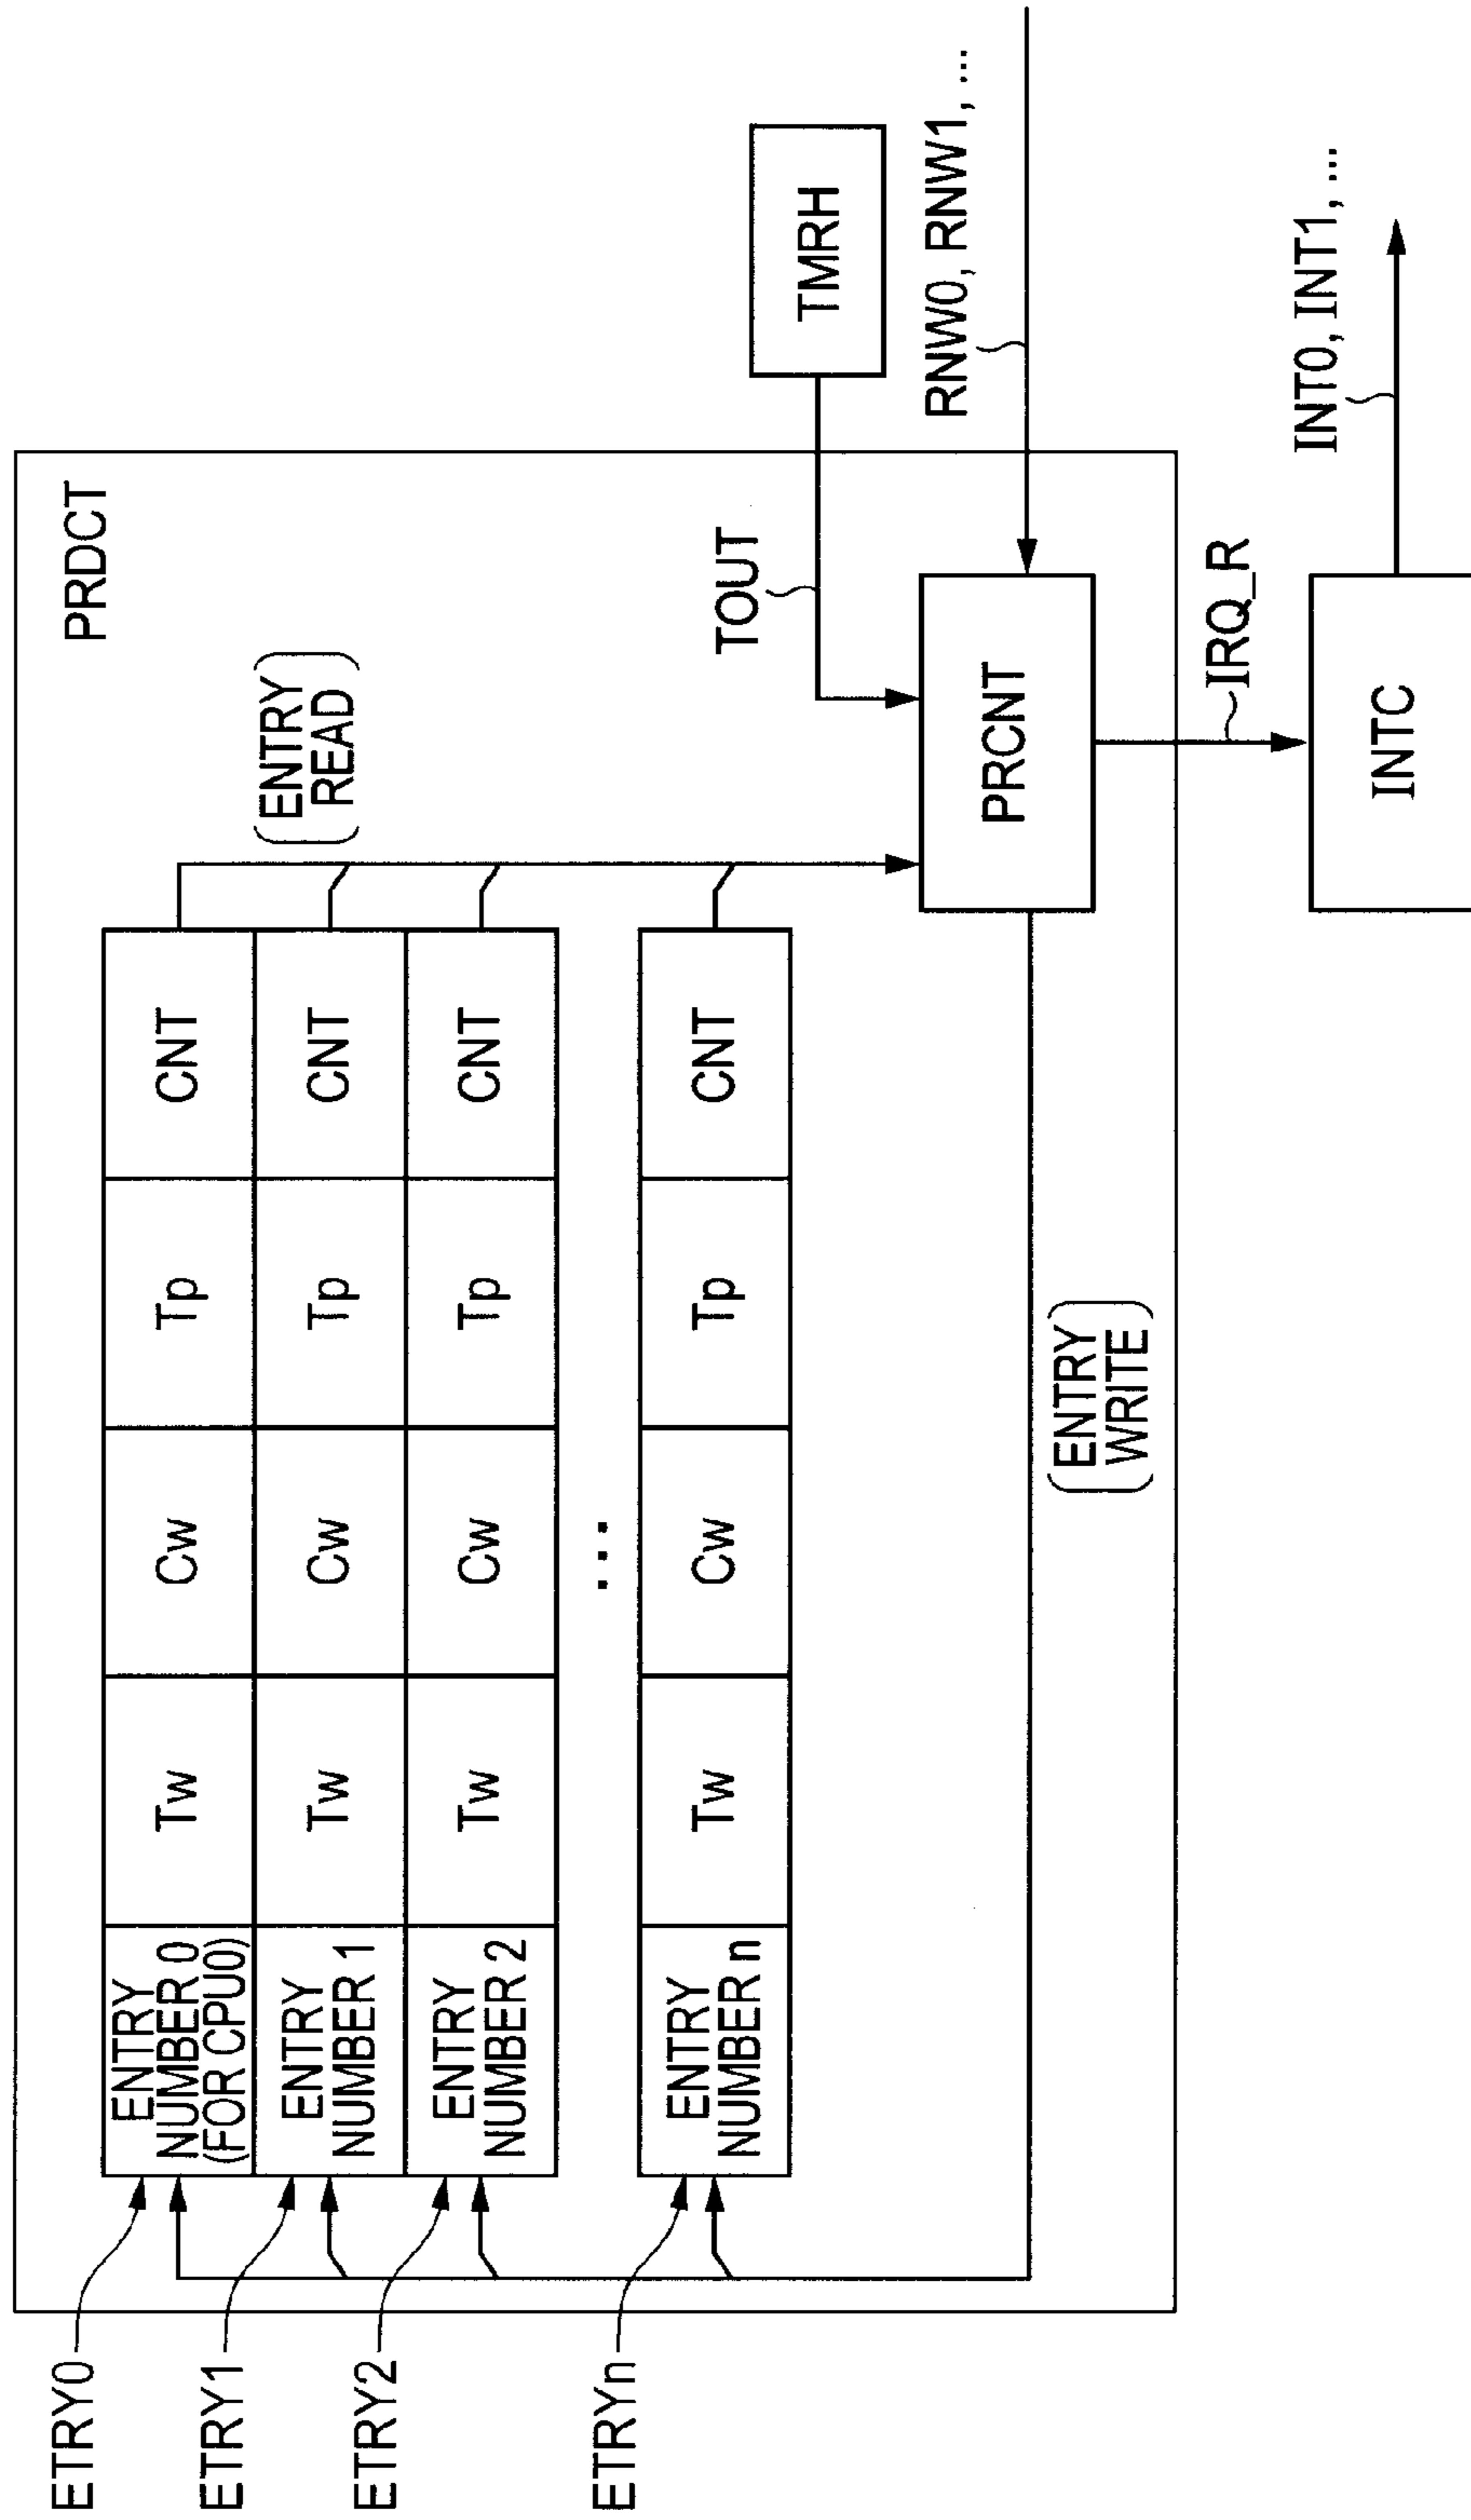 PRDCT
ETRY0
ENTRY
NUMBER 0
(FOR CPU0)
Tw
Cw
Tp
CNT
(ENTRY
READ)
ETRY1
ENTRY
NUMBER 1
Tw
Cw
Tp
CNT
ETRY2
ENTRY
NUMBER 2
Tw
Cw
Tp
CNT
...
ETRYn
ENTRY
NUMBER n
Tw
Cw
Tp
CNT
TOUT
TMRH
RNW0, RNW1, ...
PRCNT
(ENTRY
WRITE)
IRQ_R
INT0, INT1, ...
INTC